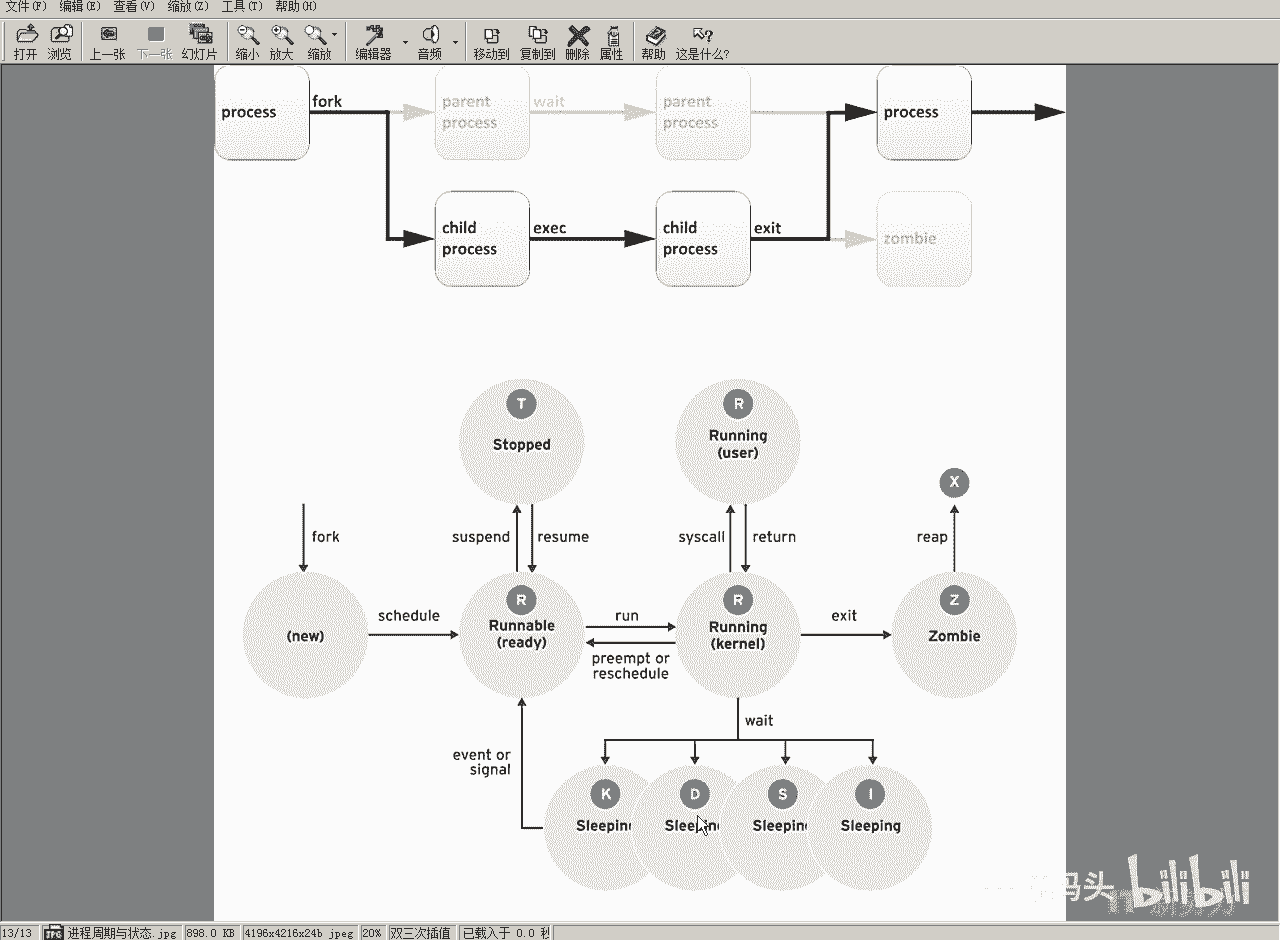 文件(F) 编辑(E) 查看(V) 缩放(Z) 工具(T) 帮助(H)
打开 浏览 上一张 下一张 幻灯片 缩小 放大 缩放 编辑器 音频 移动到 复制到 删除 属性 帮助 这是什么?
process
fork
parent
process
wait
parent
process
process
child
process
exec
child
process
exit
zombie
T
Stopped
R
Running
(user)
X
fork
suspend
resume
syscall
return
reap
(new)
schedule
R
Runnable
(ready)
run
preempt or
reschedule
R
Running
(kernel)
exit
Z
Zombie
wait
event or
signal
K
Sleepin
D
Sleepin
S
Sleepin
I
Sleeping
码头 bilibili
13/13 进程周期与状态.jpg 898.0 KB 4196x4216x24b jpeg 20% 双三次插值 已载入于 0.0 秒